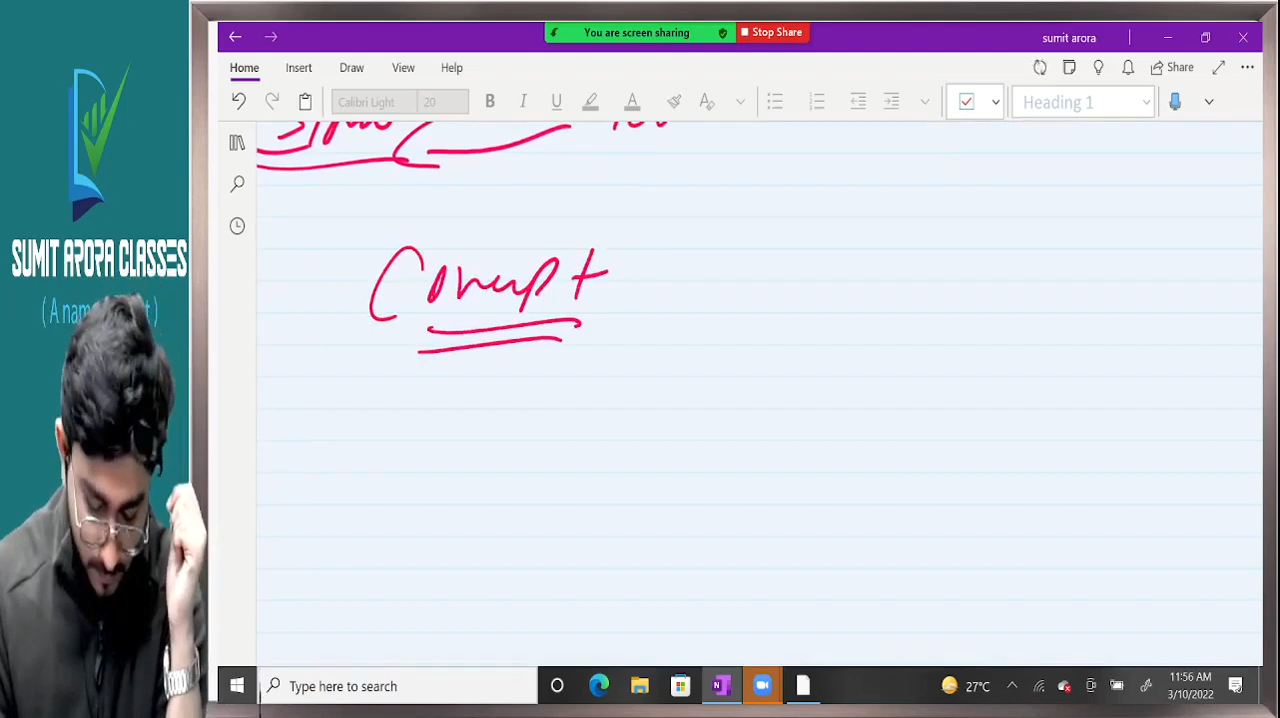 You are screen sharing Stop Share
sumit arora
Home Insert Draw View Help
Share
Calibri Light 20 B I U A A Heading 1
Concept
SUMIT ARORA CLASSES
( A nam
Type here to search
N
27°C
11:56 AM
3/10/2022